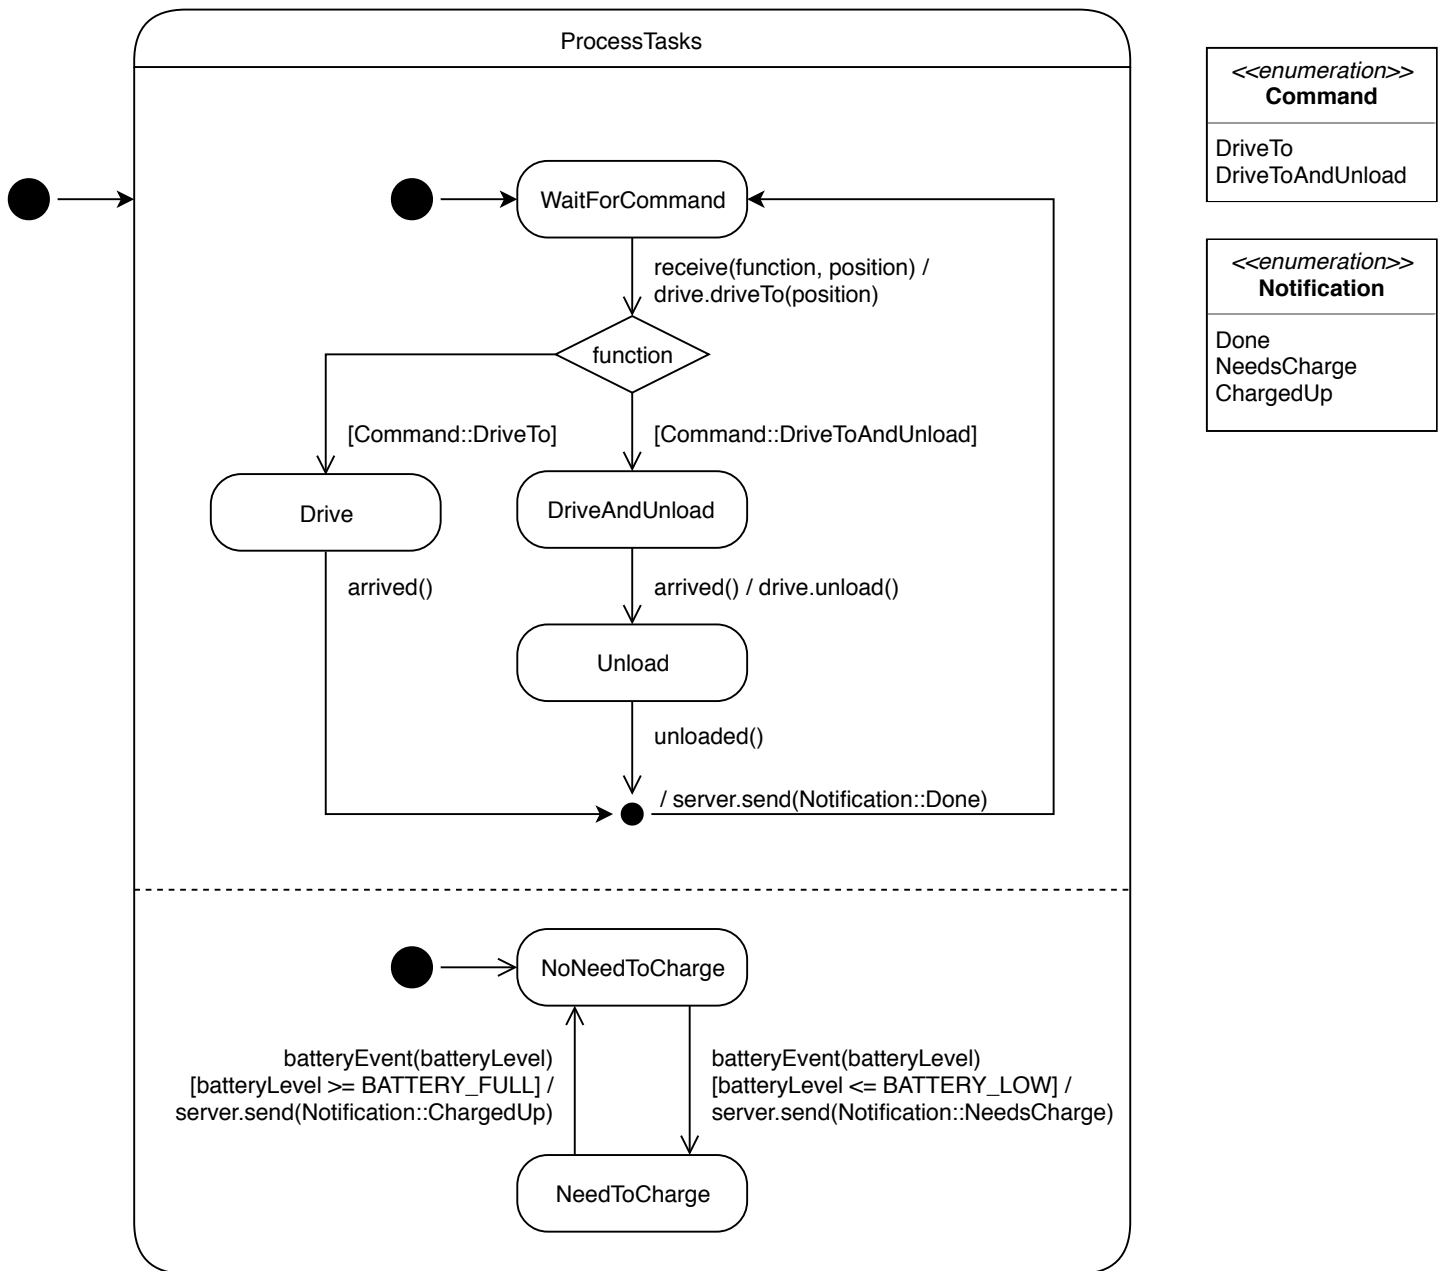 ProcessTasks
<<enumeration>>
Command
DriveTo
DriveToAndUnload
<<enumeration>>
Notification
Done
NeedsCharge
ChargedUp
WaitForCommand
receive(function, position) /
drive.driveTo(position)
function
[Command::DriveTo]
[Command::DriveToAndUnload]
Drive
DriveAndUnload
arrived()
arrived() / drive.unload()
Unload
unloaded()
/ server.send(Notification::Done)
NoNeedToCharge
batteryEvent(batteryLevel)
[batteryLevel >= BATTERY_FULL] /
server.send(Notification::ChargedUp)
batteryEvent(batteryLevel)
[batteryLevel <= BATTERY_LOW] /
server.send(Notification::NeedsCharge)
NeedToCharge